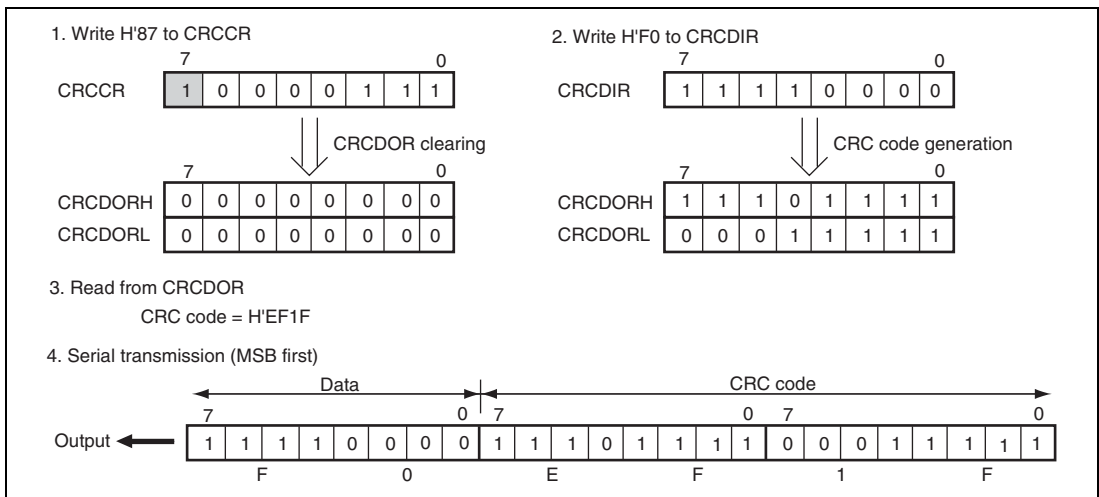 1. Write H'87 to CRCCR
7 0
CRCCR 1 0 0 0 0 1 1 1
CRCDOR clearing
7 0
CRCDORH 0 0 0 0 0 0 0 0
CRCDORL 0 0 0 0 0 0 0 0
2. Write H'F0 to CRCDIR
7 0
CRCDIR 1 1 1 1 0 0 0 0
CRC code generation
7 0
CRCDORH 1 1 1 0 1 1 1 1
CRCDORL 0 0 0 1 1 1 1 1
3. Read from CRCDOR
CRC code = H'EF1F
4. Serial transmission (MSB first)
Data CRC code
7 0 7 0 7 0
Output 1 1 1 1 0 0 0 0 1 1 1 0 1 1 1 1 0 0 0 1 1 1 1 1
F 0 E F 1 F